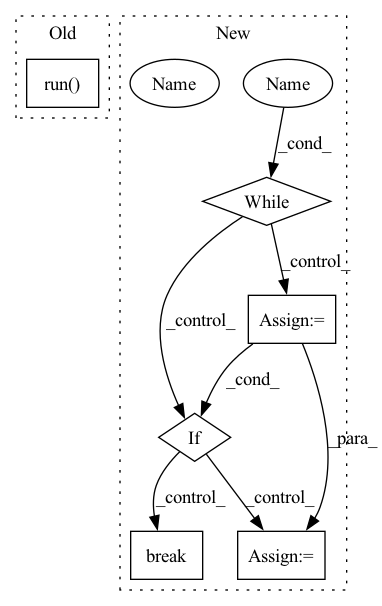 Old
New
run()
Name
Name
_cond_
While
_control_
_control_
Assign:=
_cond_
_para_
If
_control_
_control_
break
Assign:=